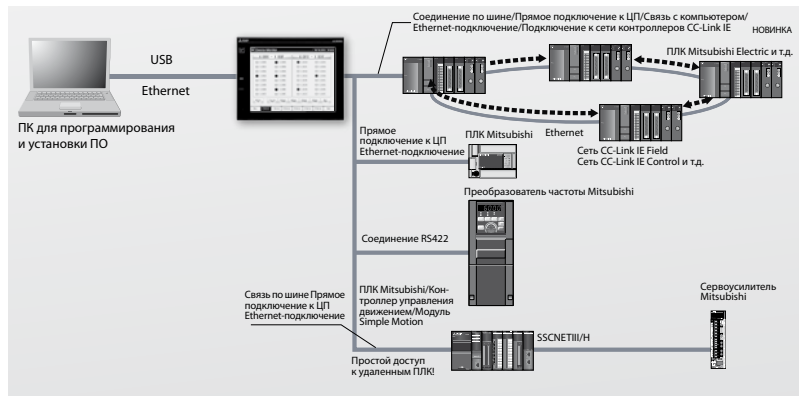 Соединение по шине/Прямое подключение к ЦП/Связь с компьютером/
Ethernet-подключение/Подключение к сети контроллеров CC-Link IE
НОВИНКА
USB
Ethernet
ПЛК Mitsubishi Electric и т.д.
ПК для программирования
и установки ПО
Прямое
подключение к ЦП
Ethernet-подключение
ПЛК Mitsubishi
Ethernet
Сеть CC-Link IE Field
Сеть CC-Link IE Control и т.д.
Преобразователь частоты Mitsubishi
Соединение RS422
Связь по шине Прямое
подключение к ЦП
Ethernet-подключение
ПЛК Mitsubishi/Кон-
троллер управления
движением/Модуль
Simple Motion
Сервоусилитель
Mitsubishi
SSCNETIII/H
Простой доступ
к удаленным ПЛК!